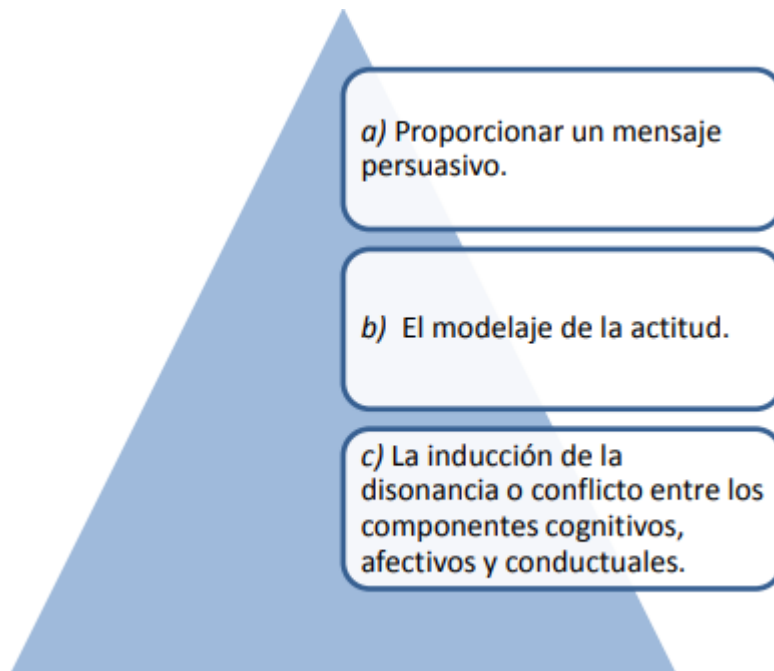 a) Proporcionar un mensaje
persuasivo.
b) El modelaje de la actitud.
c) La inducción de la
disonancia o conflicto entre los
componentes cognitivos,
afectivos y conductuales.